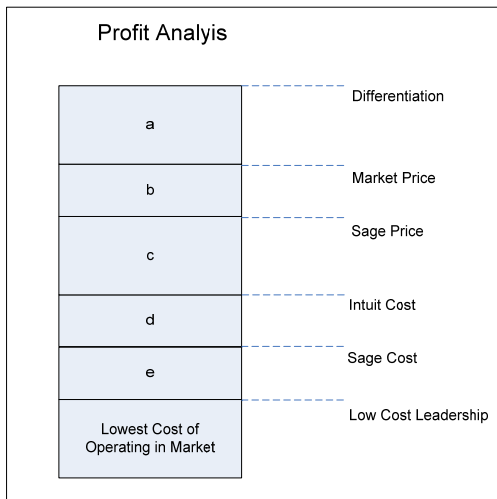 Profit Analyis
Differentiation
a
Market Price
b
Sage Price
c
Intuit Cost
d
Sage Cost
e
Low Cost Leadership
Lowest Cost of
Operating in Market